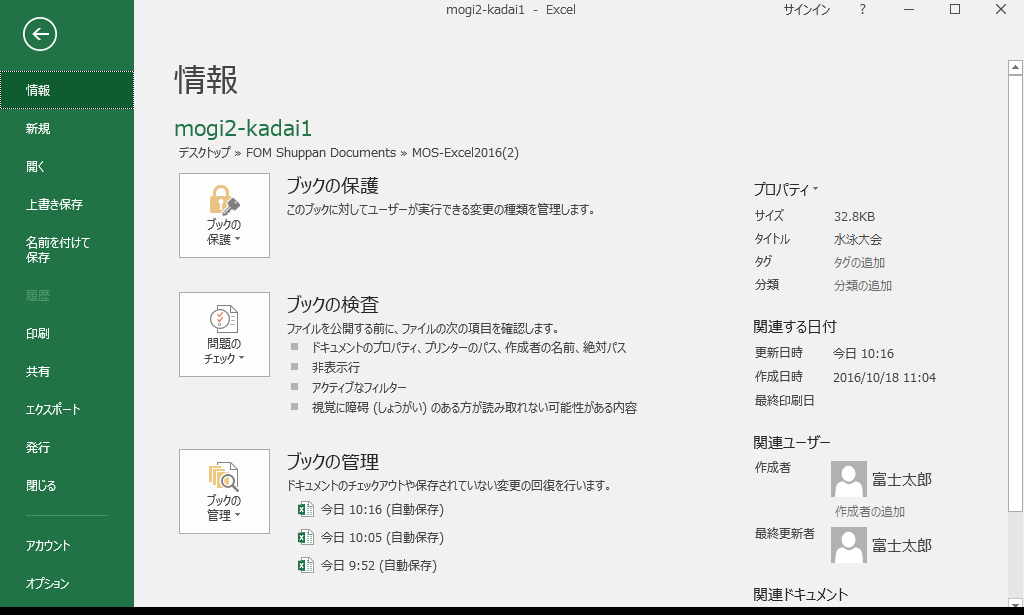 mogi2-kadai1 - Excel
サインイン
?
情報
新規
開く
上書き保存
名前を付けて
保存
履歴
印刷
共有
エクスポート
発行
閉じる
アカウント
オプション
情報
mogi2-kadai1
デスクトップ » FOM Shuppan Documents » MOS-Excel2016(2)
ブックの
保護
ブックの保護
このブックに対してユーザーが実行できる変更の種類を管理します。
問題の
チェック
ブックの検査
ファイルを公開する前に、ファイルの次の項目を確認します。
ドキュメントのプロパティ、プリンターのパス、作成者の名前、絶対パス
非表示行
アクティブなフィルター
視覚に障碍 (しょうがい) のある方が読み取れない可能性がある内容
ブックの
管理
ブックの管理
ドキュメントのチェックアウトや保存されていない変更の回復を行います。
今日 10:16 (自動保存)
今日 10:05 (自動保存)
今日 9:52 (自動保存)
プロパティ
サイズ 32.8KB
タイトル 水泳大会
タグ タグの追加
分類 分類の追加
関連する日付
更新日時 今日 10:16
作成日時 2016/10/18 11:04
最終印刷日
関連ユーザー
作成者 富士太郎
作成者の追加
最終更新者 富士太郎
関連ドキュメント